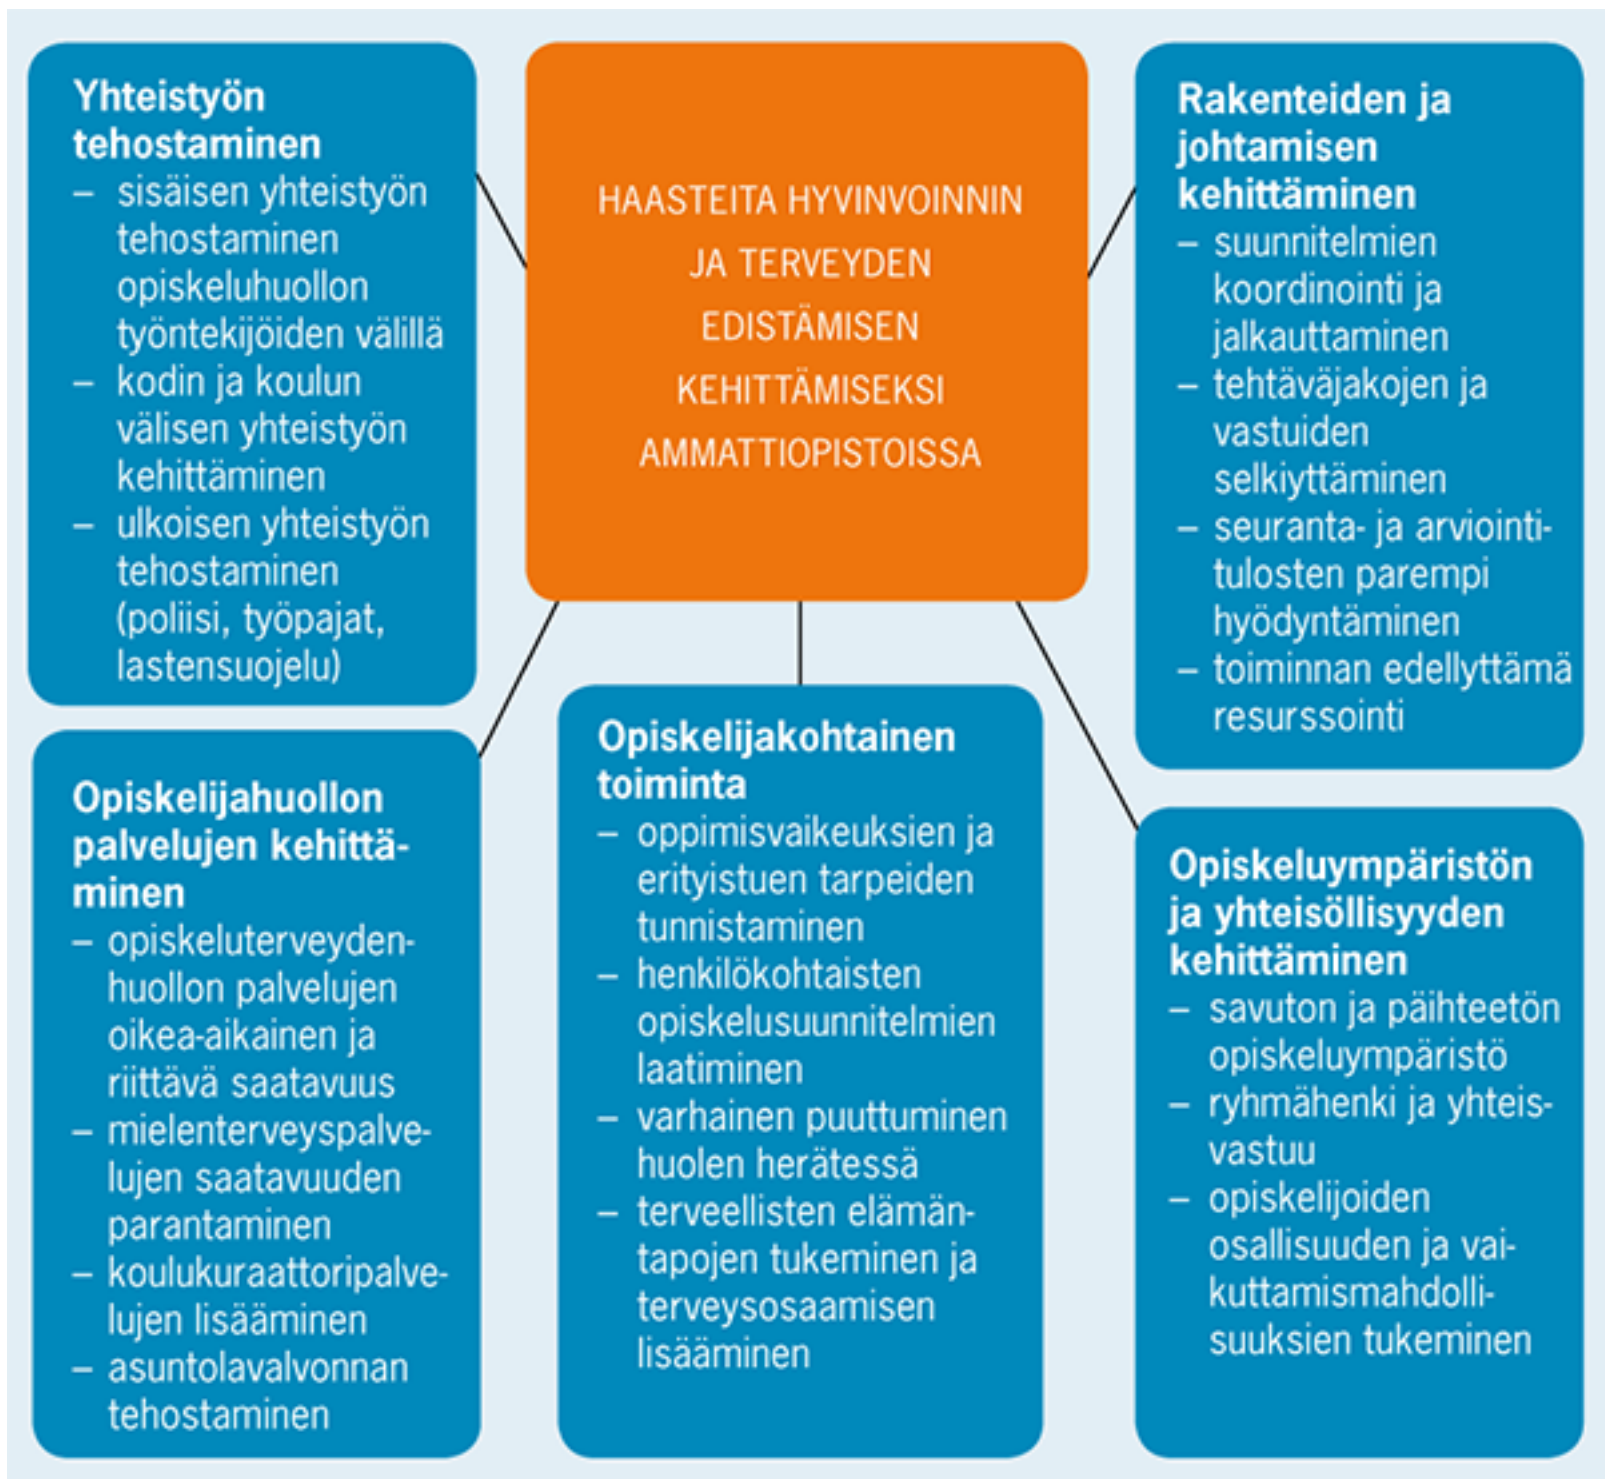 Yhteistyön
tehostaminen
– sisäisen yhteistyön
tehostaminen
opiskeluhuollon
työntekijöiden välillä
– kodin ja koulun
välisen yhteistyön
kehittäminen
– ulkoisen yhteistyön
tehostaminen
(poliisi, työpajat,
lastensuojelu)
HAASTEITA HYVINVOINNIN
JA TERVEYDEN
EDISTÄMISEN
KEHITTÄMISEKSI
AMMATTIOPISTOISSA
Rakenteiden ja
johtamisen
kehittäminen
– suunnitelmien
koordinointi ja
jalkauttaminen
– tehtäväjakojen ja
vastuiden
selkiyttäminen
– seuranta- ja arviointi-
tulosten parempi
hyödyntäminen
– toiminnan edellyttämä
resurssointi
Opiskelijahuollon
palvelujen kehittä-
minen
– opiskeluterveyden-
huollon palvelujen
oikea-aikainen ja
riittävä saatavuus
– mielenterveyspalve-
lujen saatavuuden
parantaminen
– koulukuraattoripalve-
lujen lisääminen
– asuntolavalvonnan
tehostaminen
Opiskelijakohtainen
toiminta
– oppimisvaikeuksien ja
erityistuen tarpeiden
tunnistaminen
– henkilökohtaisten
opiskelusuunnitelmien
laatiminen
– varhainen puuttuminen
huolen herätessä
– terveellisten elämän-
tapojen tukeminen ja
terveysosaamisen
lisääminen
Opiskeluympäristön
ja yhteisöllisyyden
kehittäminen
– savuton ja päihteetön
opiskeluympäristö
– ryhmähenki ja yhteis-
vastuu
– opiskelijoiden
osallisuuden ja vai-
kuttamismahdolli-
suuksien tukeminen